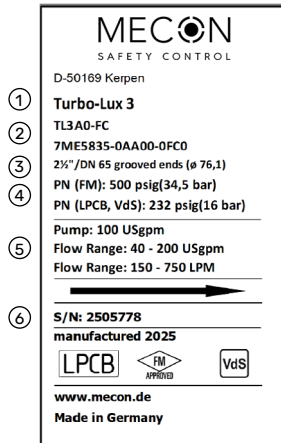 MECON
SAFETY CONTROL
D-50169 Kerpen
1 Turbo-Lux 3
2 TL3A0-FC
7ME5835-0AA00-0FC0
3 2½"/DN 65 grooved ends (ø 76,1)
4 PN (FM): 500 psig(34,5 bar)
PN (LPCB, VdS): 232 psig(16 bar)
Pump: 100 USgpm
5 Flow Range: 40 - 200 USgpm
Flow Range: 150 - 750 LPM
6 S/N: 2505778
manufactured 2025
LPCB FM APPROVED VdS
www.mecon.de
Made in Germany